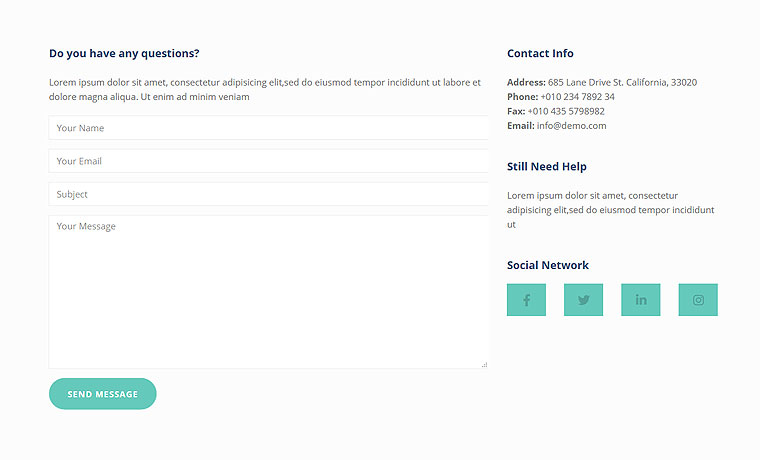 Do you have any questions?
Lorem ipsum dolor sit amet, consectetur adipisicing elit,sed do eiusmod tempor incididunt ut labore et
dolore magna aliqua. Ut enim ad minim veniam
Your Name
Your Email
Subject
Your Message
SEND MESSAGE
Contact Info
Address: 685 Lane Drive St. California, 33020
Phone: +010 234 7892 34
Fax: +010 435 5798982
Email: info@demo.com
Still Need Help
Lorem ipsum dolor sit amet, consectetur
adipisicing elit,sed do eiusmod tempor incididunt
ut
Social Network